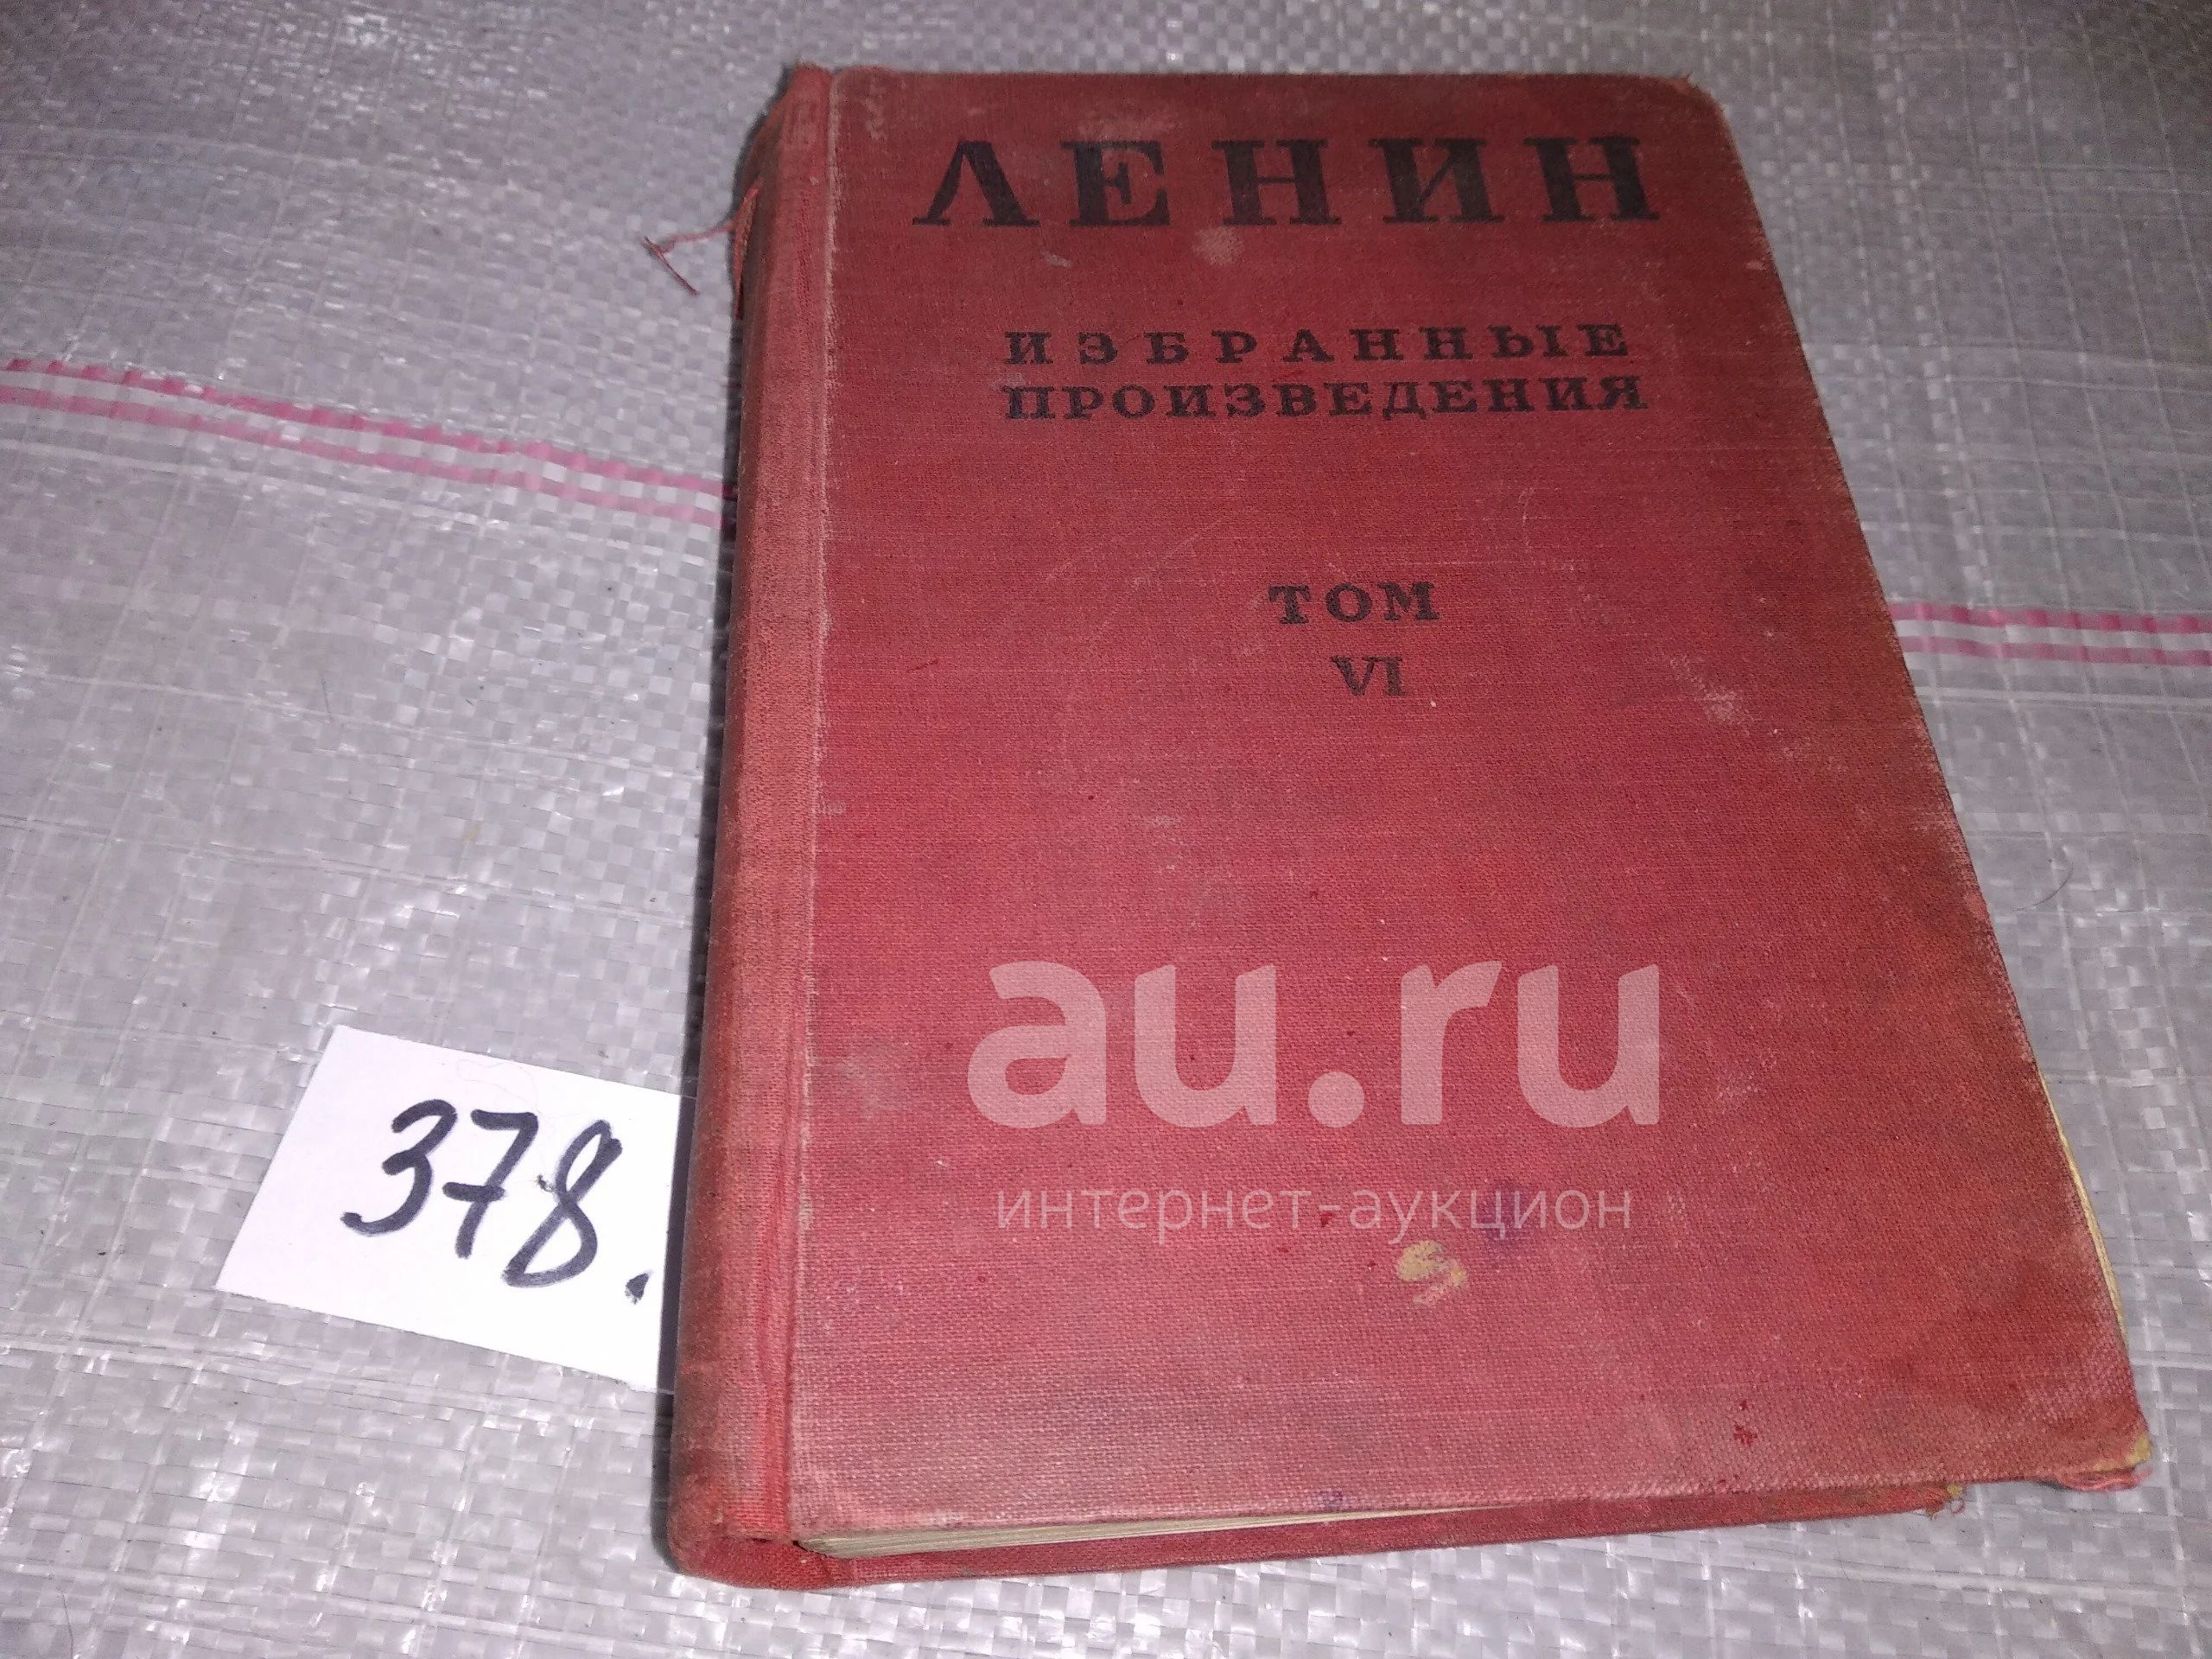 ЛЕНИН
ИЗБРАННЫЕ
ПРОИЗВЕДЕНИЯ
ТОМ
VI
au.ru
интернет-аукцион
378.